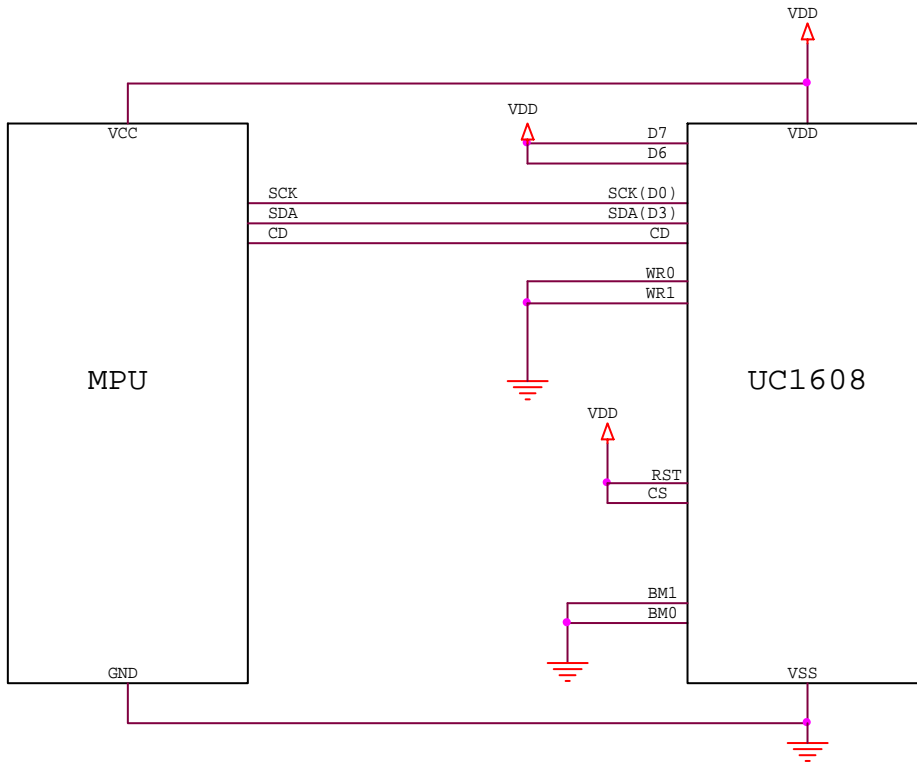 VDD
VCC
VDD
VDD
D7
D6
SCK
SCK(D0)
SDA
SDA(D3)
CD
CD
WR0
WR1
MPU
UC1608
VDD
RST
CS
BM1
BM0
GND
VSS